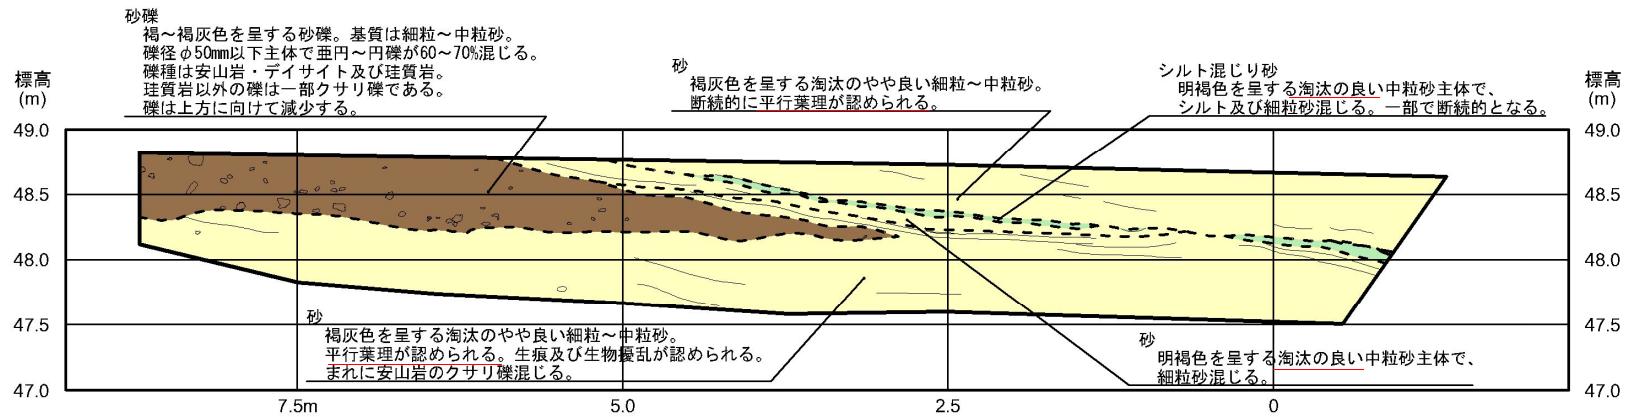 砂礫
褐～褐灰色を呈する砂礫。基質は細粒～中粒砂。
礫径φ50mm以下主体で亜円～円礫が60～70%混じる。
礫種は安山岩・デイサイト及び珪質岩。
珪質岩以外の礫は一部クサリ礫である。
礫は上方に向けて減少する。
砂
褐灰色を呈する淘汰のやや良い細粒～中粒砂。
断続的に平行葉理が認められる。
シルト混じり砂
明褐色を呈する淘汰の良い中粒砂主体で、
シルト及び細粒砂混じる。一部で断続的となる。
標高
(m)
49.0
48.5
48.0
47.5
47.0
標高
(m)
49.0
48.5
48.0
47.5
47.0
砂
褐灰色を呈する淘汰のやや良い細粒～中粒砂。
平行葉理が認められる。生痕及び生物擾乱が認められる。
まれに安山岩のクサリ礫混じる。
砂
明褐色を呈する淘汰の良い中粒砂主体で、
細粒砂混じる。
7.5m
5.0
2.5
0